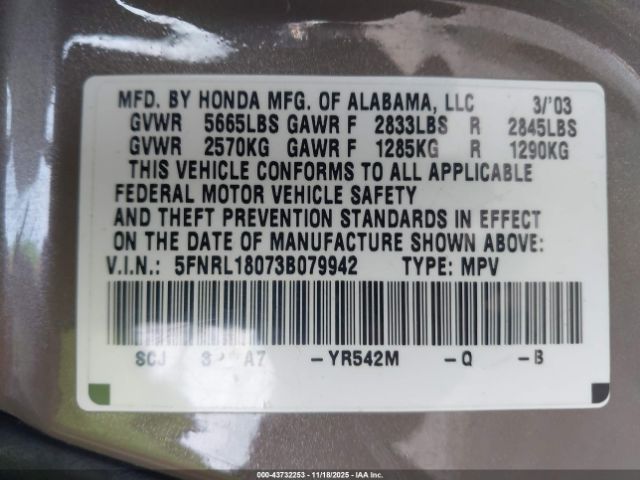 MFD. BY HONDA MFG. OF ALABAMA, LLC 3/'03
GVWR 5665LBS GAWR F 2833LBS R 2845LBS
GVWR 2570KG GAWR F 1285KG R 1290KG
THIS VEHICLE CONFORMS TO ALL APPLICABLE
FEDERAL MOTOR VEHICLE SAFETY
AND THEFT PREVENTION STANDARDS IN EFFECT
ON THE DATE OF MANUFACTURE SHOWN ABOVE:
V.I.N.: 5FNRL18073B079942 TYPE: MPV
SCJ A7 -YR542M -Q -B
000-43732253 | 11/18/2025 | IAA Inc.